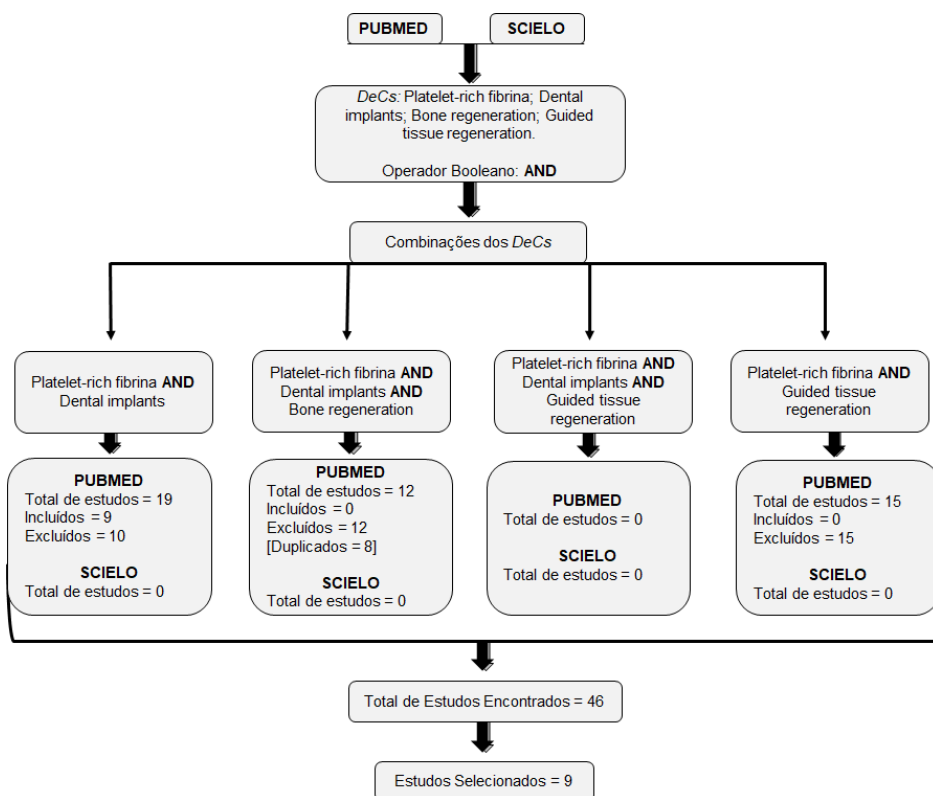 PUBMED
SCIELO
DeCs: Platelet-rich fibrina; Dental
implants; Bone regeneration; Guided
tissue regeneration.
Operador Booleano: AND
Combinações dos DeCs
Platelet-rich fibrina AND
Dental implants
Platelet-rich fibrina AND
Dental implants AND
Bone regeneration
Platelet-rich fibrina AND
Dental implants AND
Guided tissue
regeneration
Platelet-rich fibrina AND
Guided tissue
regeneration
PUBMED
Total de estudos = 19
Incluídos = 9
Excluídos = 10
SCIELO
Total de estudos = 0
PUBMED
Total de estudos = 12
Incluídos = 0
Excluídos = 12
[Duplicados = 8]
SCIELO
Total de estudos = 0
PUBMED
Total de estudos = 0
SCIELO
Total de estudos = 0
PUBMED
Total de estudos = 15
Incluídos = 0
Excluídos = 15
SCIELO
Total de estudos = 0
Total de Estudos Encontrados = 46
Estudos Selecionados = 9